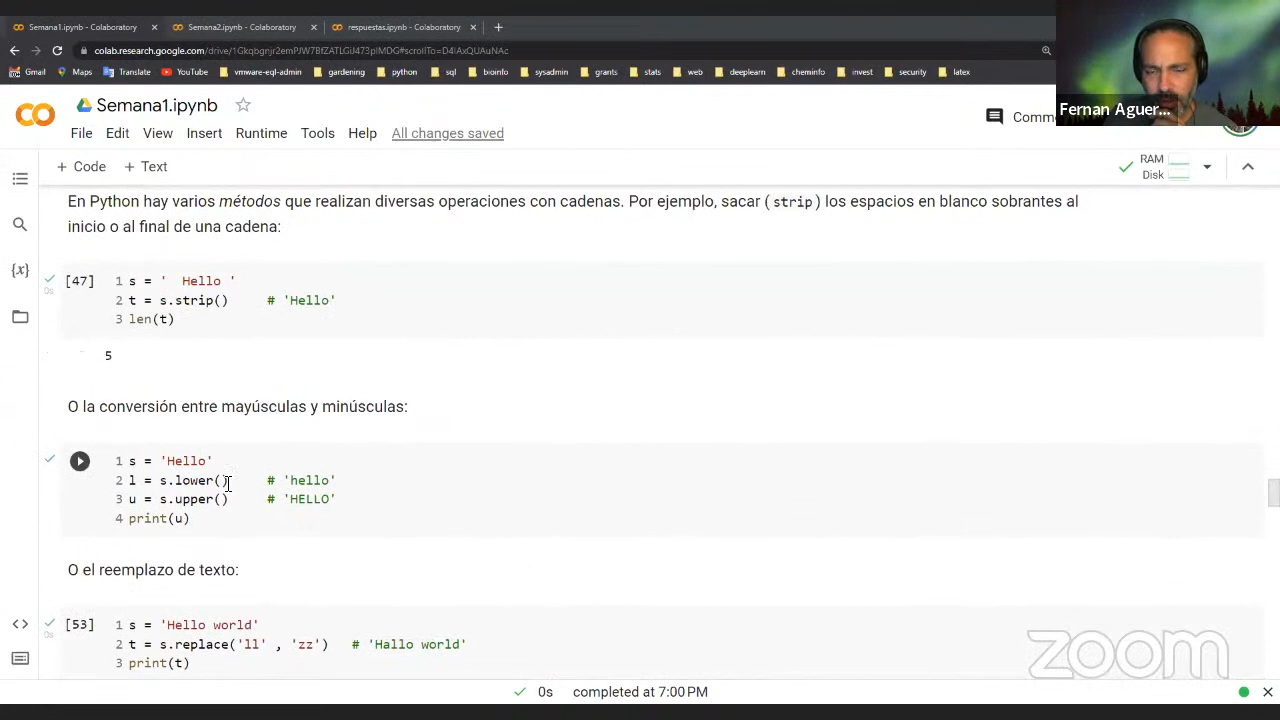 Semana1.ipynb - Colaboratory
Semana2.ipynb - Colaboratory
respuestas.ipynb - Colaboratory
Gmail Maps Translate YouTube vmware-eql-admin gardening python sql bioinfo sysadmin grants stats web deeplearn cheminfo invest security latex
Fernan Aguer...
Semana1.ipynb
File Edit View Insert Runtime Tools Help All changes saved
Comme
+ Code + Text
RAM
Disk
En Python hay varios métodos que realizan diversas operaciones con cadenas. Por ejemplo, sacar (strip) los espacios en blanco sobrantes al
inicio o al final de una cadena:
[47] 1 s = '  Hello '
0s 2 t = s.strip()     # 'Hello'
3 len(t)
5
O la conversión entre mayúsculas y minúsculas:
1 s = 'Hello'
2 l = s.lower()     # 'hello'
3 u = s.upper()     # 'HELLO'
4 print(u)
O el reemplazo de texto:
[53] 1 s = 'Hello world'
0s 2 t = s.replace('ll' , 'zz')   # 'Hallo world'
3 print(t)
zoom
0s completed at 7:00 PM